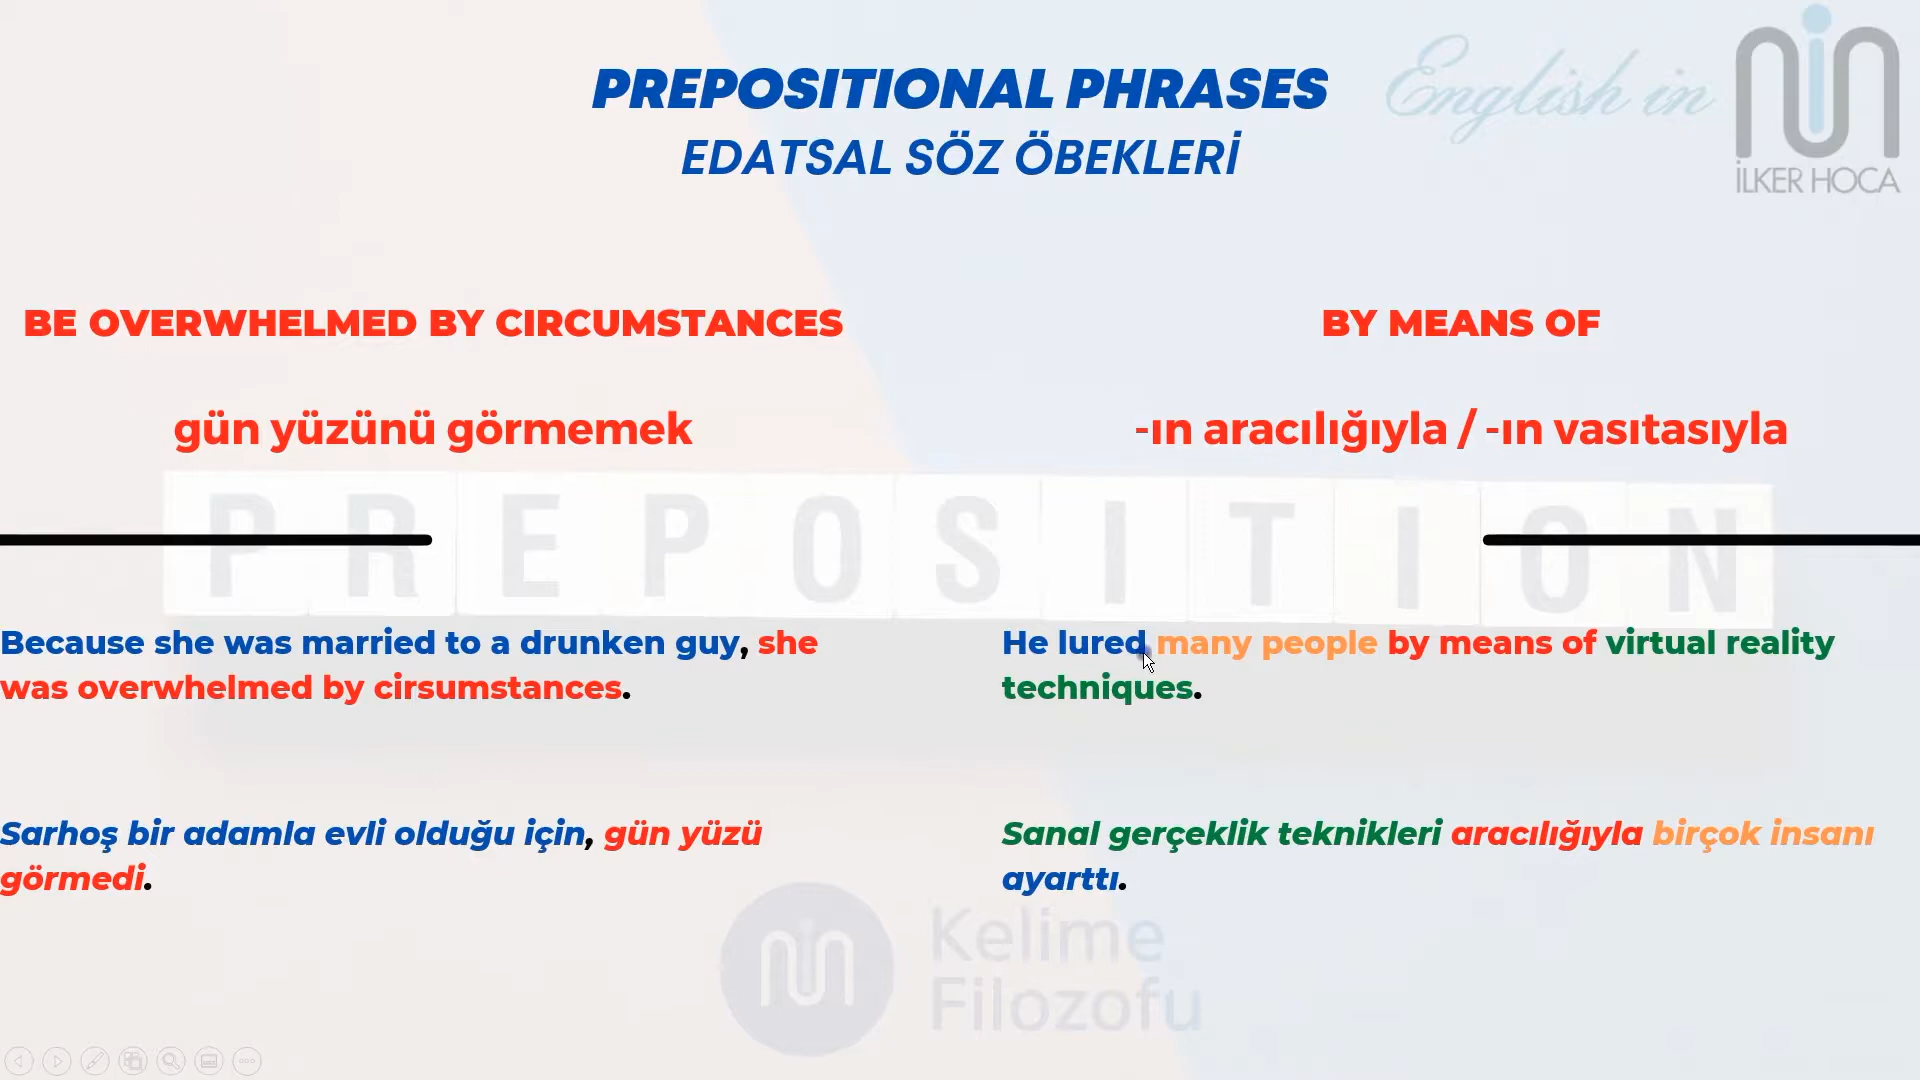 PREPOSITIONAL PHRASES
EDATSAL SÖZ ÖBEKLERİ
English in
İLKER HOCA
BE OVERWHELMED BY CIRCUMSTANCES
gün yüzünü görmemek
BY MEANS OF
-ın aracılığıyla / -ın vasıtasıyla
PREPOSITION
Because she was married to a drunken guy, she
was overwhelmed by cirsumstances.
He lured many people by means of virtual reality
techniques.
Sarhoş bir adamla evli olduğu için, gün yüzü
görmedi.
Sanal gerçeklik teknikleri aracılığıyla birçok insanı
ayarttı.
Kelime
Filozofu